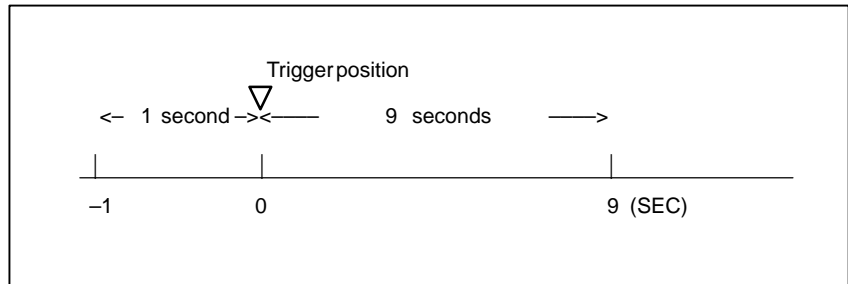 Trigger position
<– 1 second –><–––– 9 seconds ––––>
–1 0 9 (SEC)